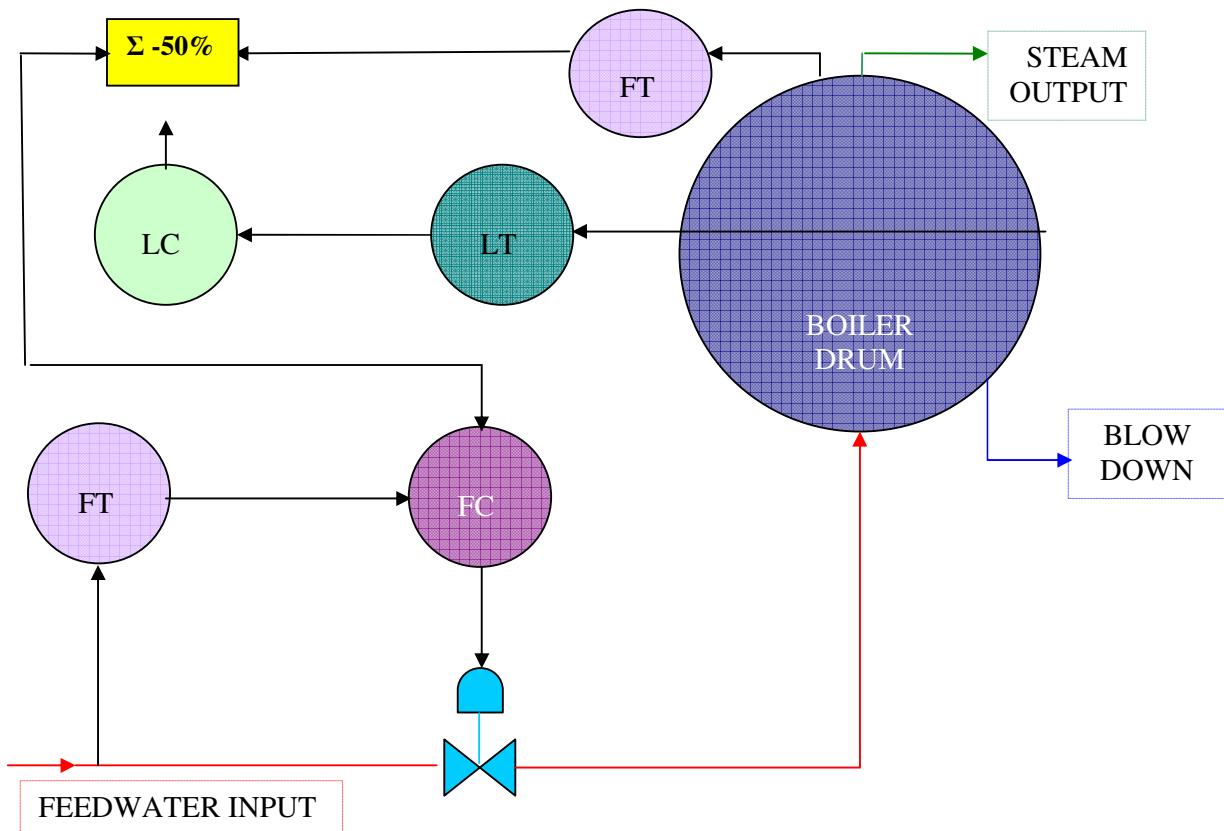 Σ -50%
FT
STEAM
OUTPUT
LC
LT
BOILER
DRUM
BLOW
DOWN
FT
FC
FEEDWATER INPUT